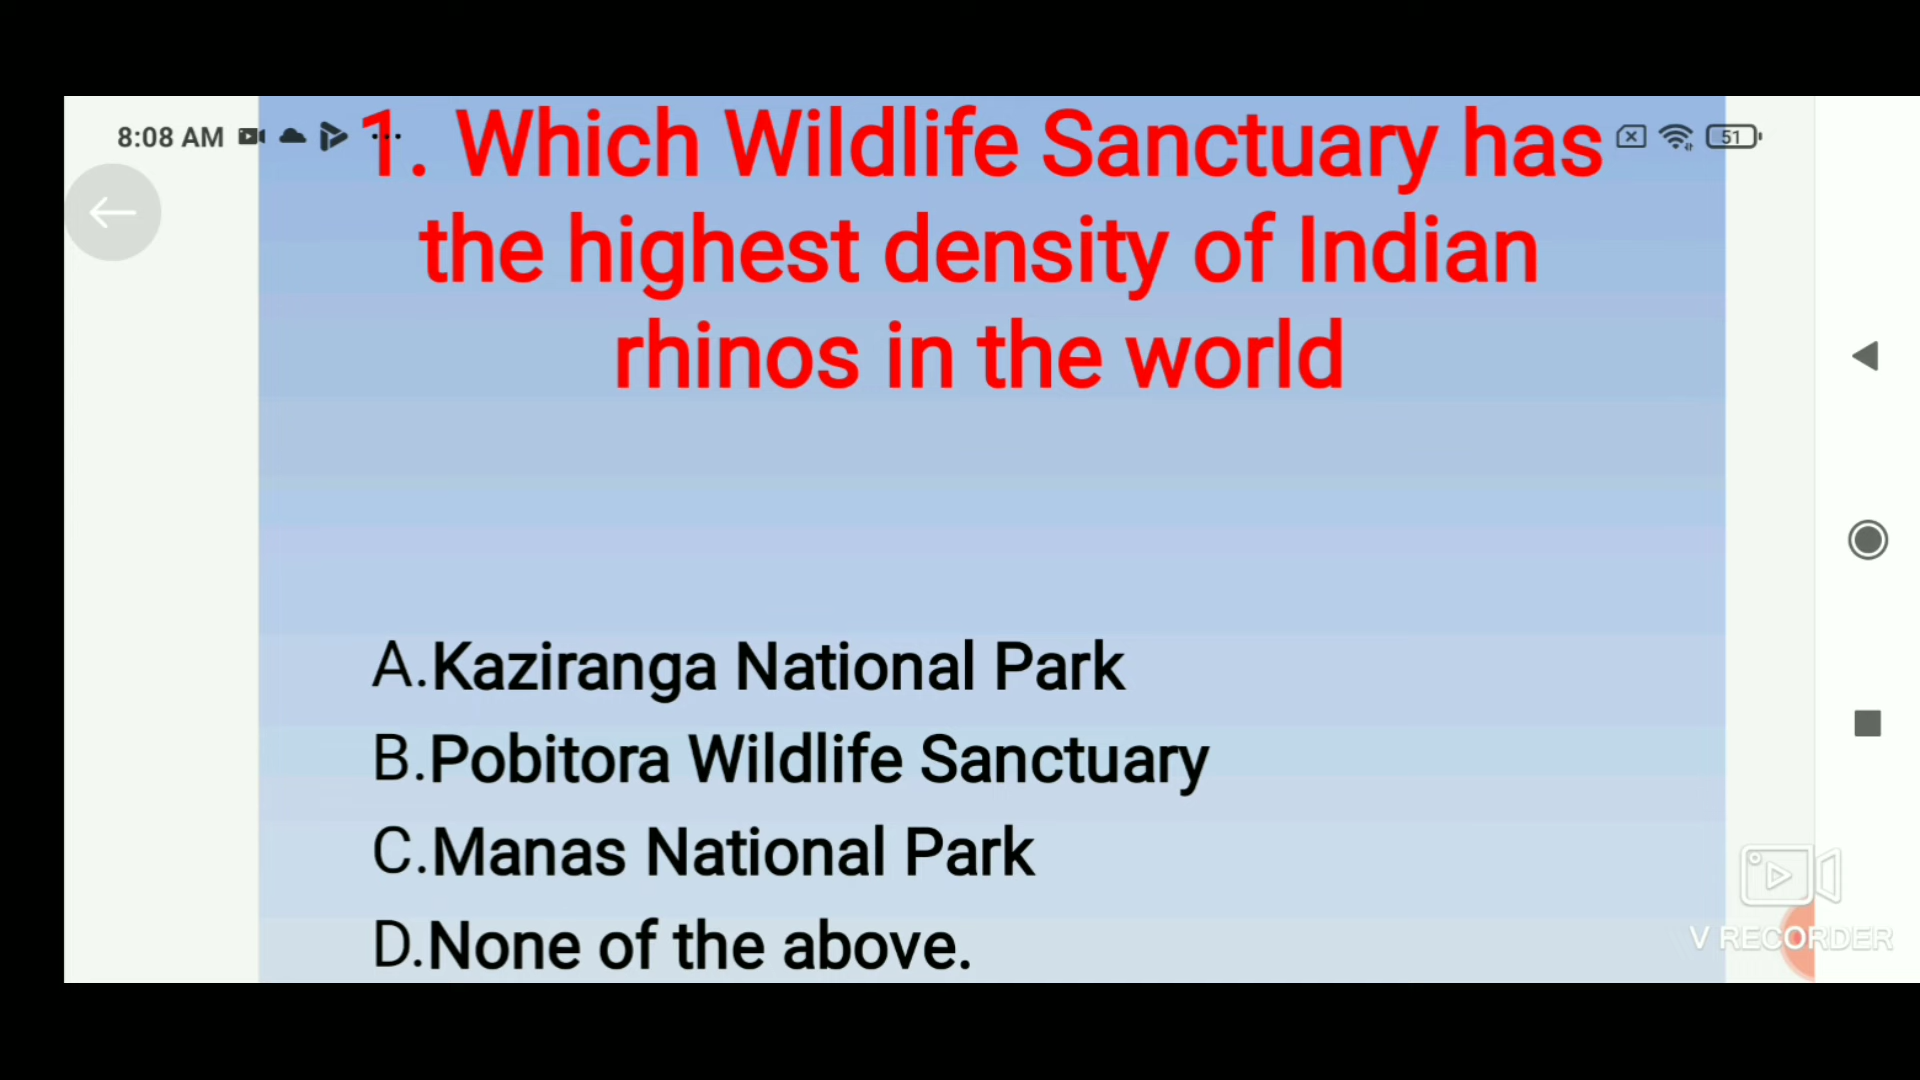 8:08 AM
51
1. Which Wildlife Sanctuary has
the highest density of Indian
rhinos in the world
A.Kaziranga National Park
B.Pobitora Wildlife Sanctuary
C.Manas National Park
D.None of the above.
V RECORDER